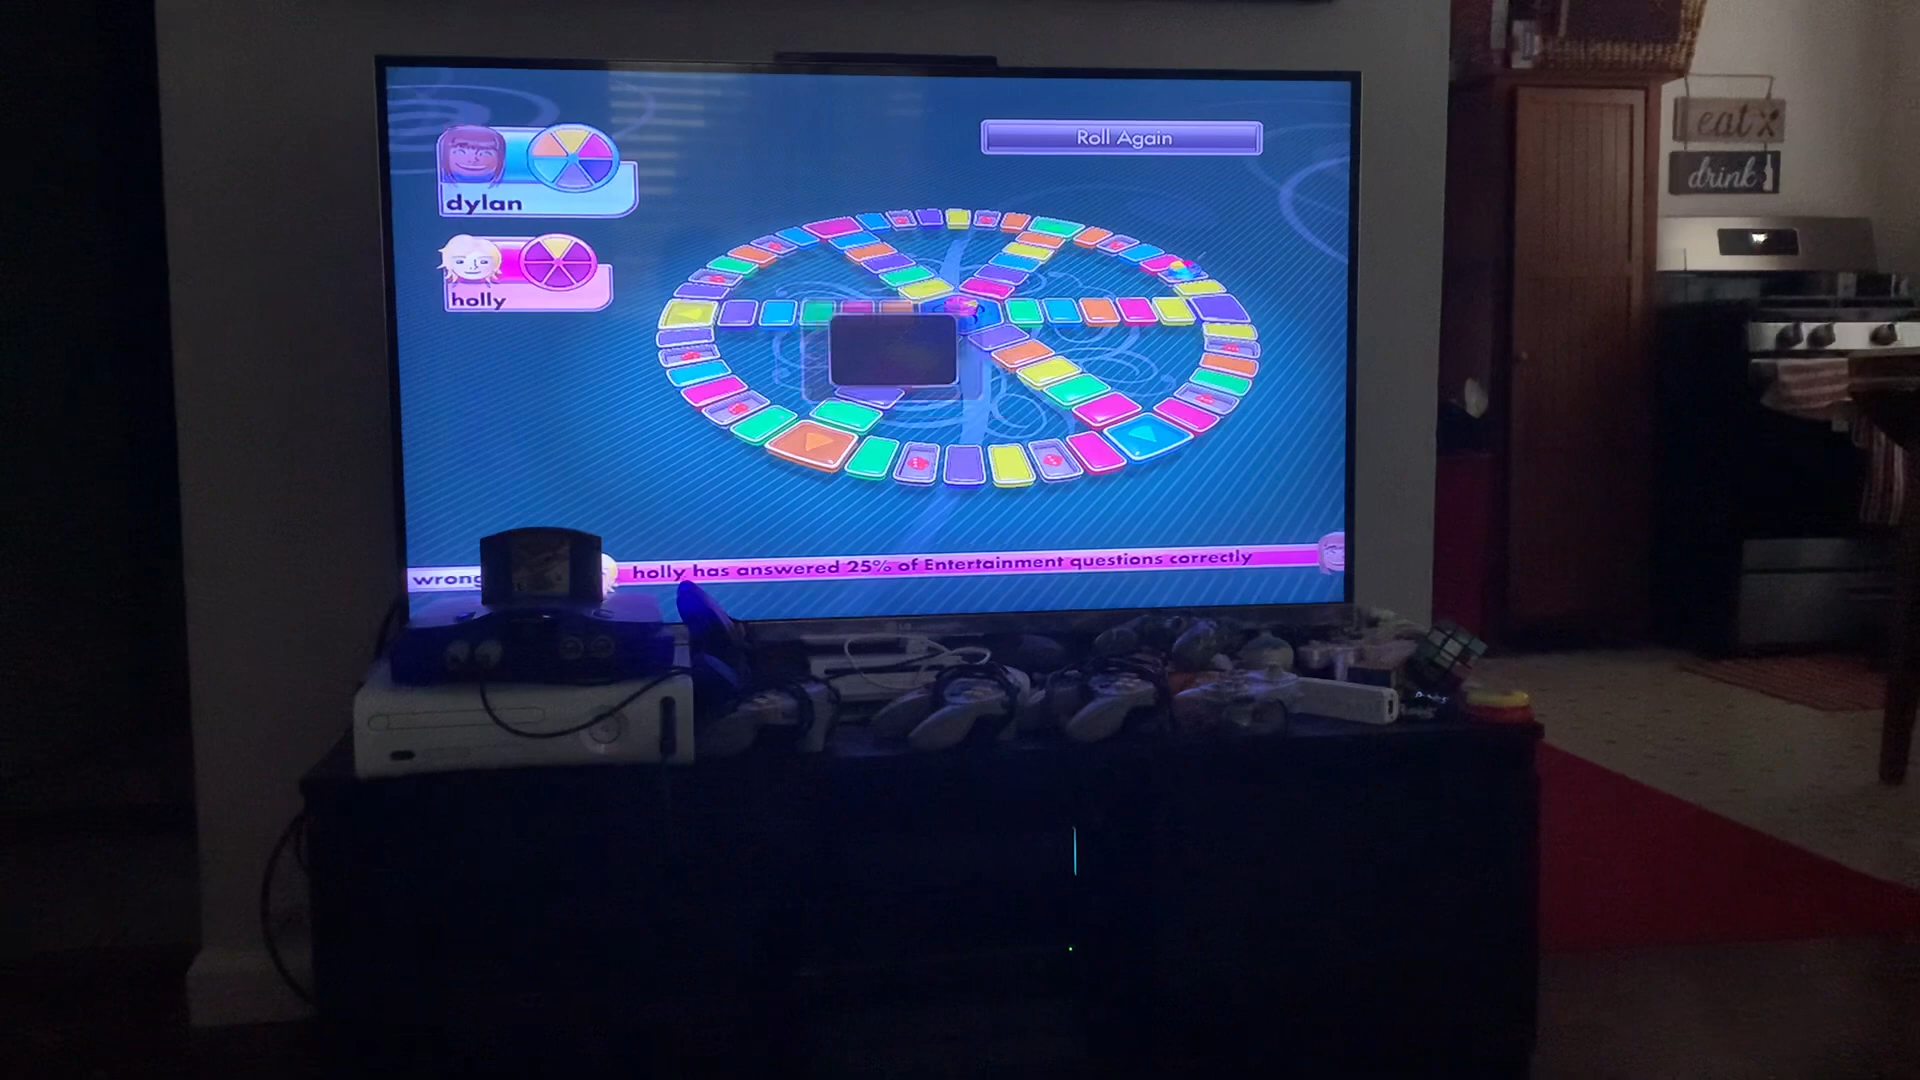 Roll Again
dylan
holly
wrong
holly has answered 25% of Entertainment questions correctly
eat
drink